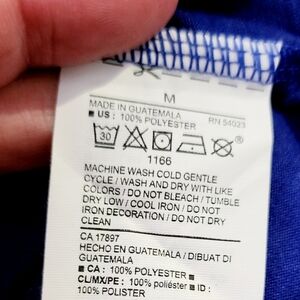 M
MADE IN GUATEMALA RN 54023
US : 100% POLYESTER
30
1166
MACHINE WASH COLD GENTLE
CYCLE / WASH AND DRY WITH LIKE
COLORS / DO NOT BLEACH / TUMBLE
DRY LOW / COOL IRON / DO NOT
IRON DECORATION / DO NOT DRY
CLEAN
CA 17897
HECHO EN GUATEMALA / DIBUAT DI
GUATEMALA
CA : 100% POLYESTER
CL/MX/PE : 100% poliéster ID :
100% POLISTER